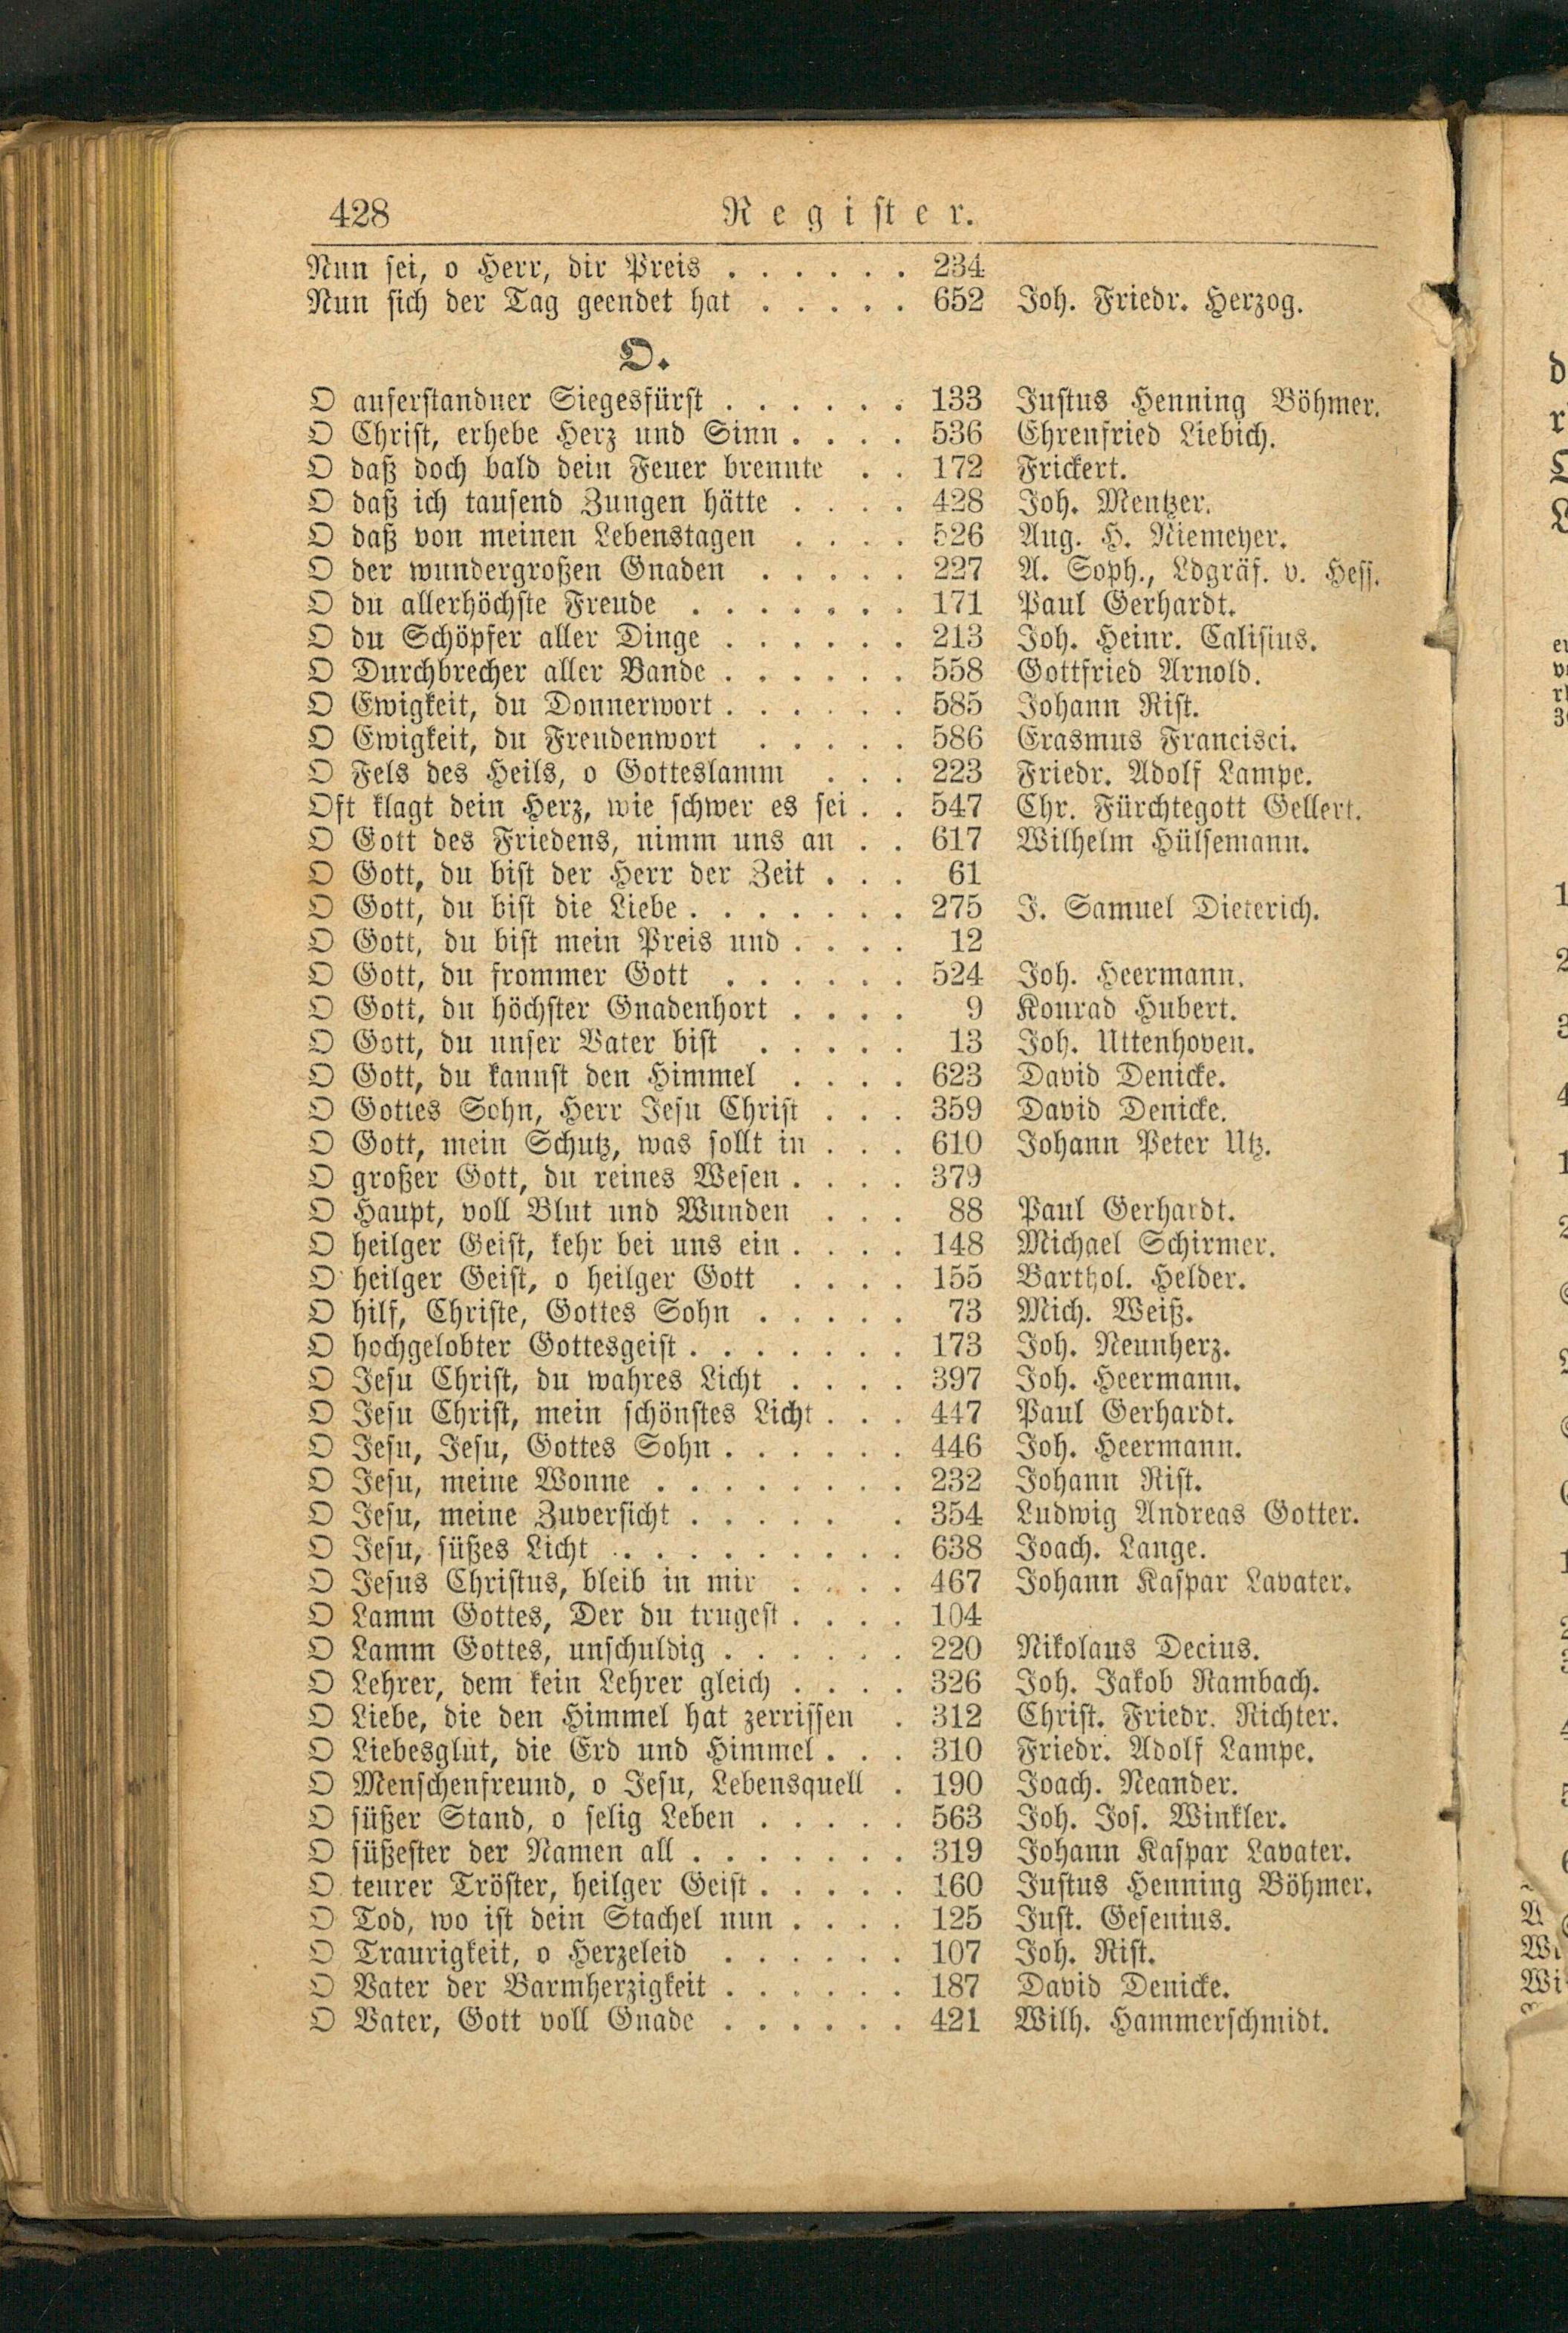 428 Register.
Nun sei, o Herr, dir Preis . . . . . . 234
Nun sich der Tag geendet hat . . . . . 652 Joh. Friedr. Herzog.
O.
O auferstandner Siegesfürst . . . . . . 133 Justus Henning Böhmer.
O Christ, erhebe Herz und Sinn . . . . 536 Ehrenfried Liebich.
O daß doch bald dein Feuer brennte . . 172 Frickert.
O daß ich tausend Zungen hätte . . . . 428 Joh. Mentzer.
O daß von meinen Lebenstagen . . . . 526 Aug. H. Niemeyer.
O der wundergroßen Gnaden . . . . . 227 A. Soph., Ldgräf. v. Hess.
O du allerhöchste Freude . . . . . . . 171 Paul Gerhardt.
O du Schöpfer aller Dinge . . . . . . 213 Joh. Heinr. Calisius.
O Durchbrecher aller Bande . . . . . . 558 Gottfried Arnold.
O Ewigkeit, du Donnerwort . . . . . . 585 Johann Rist.
O Ewigkeit, du Freudenwort . . . . . 586 Erasmus Francisci.
O Fels des Heils, o Gotteslamm . . . 223 Friedr. Adolf Lampe.
Oft klagt dein Herz, wie schwer es sei . . 547 Chr. Fürchtegott Gellert.
O Gott des Friedens, nimm uns an . . 617 Wilhelm Hülsemann.
O Gott, du bist der Herr der Zeit . . . 61
O Gott, du bist die Liebe . . . . . . . 275 J. Samuel Dieterich.
O Gott, du bist mein Preis und . . . . 12
O Gott, du frommer Gott . . . . . . 524 Joh. Heermann.
O Gott, du höchster Gnadenhort . . . . 9 Konrad Hubert.
O Gott, du unser Vater bist . . . . . 13 Joh. Uttenhoven.
O Gott, du kannst den Himmel . . . . 623 David Denicke.
O Gottes Sohn, Herr Jesu Christ . . . 359 David Denicke.
O Gott, mein Schutz, was sollt in . . . 610 Johann Peter Utz.
O großer Gott, du reines Wesen . . . . 379
O Haupt, voll Blut und Wunden . . . 88 Paul Gerhardt.
O heilger Geist, kehr bei uns ein . . . . 148 Michael Schirmer.
O heilger Geist, o heilger Gott . . . . 155 Barthol. Helder.
O hilf, Christe, Gottes Sohn . . . . . 73 Mich. Weiß.
O hochgelobter Gottesgeist . . . . . . . 173 Joh. Neunherz.
O Jesu Christ, du wahres Licht . . . . 397 Joh. Heermann.
O Jesu Christ, mein schönstes Licht . . . 447 Paul Gerhardt.
O Jesu, Jesu, Gottes Sohn . . . . . . 446 Joh. Heermann.
O Jesu, meine Wonne . . . . . . . . 232 Johann Rist.
O Jesu, meine Zuversicht . . . . . . 354 Ludwig Andreas Gotter.
O Jesu, süßes Licht . . . . . . . . . 638 Joach. Lange.
O Jesus Christus, bleib in mir . . . . 467 Johann Kaspar Lavater.
O Lamm Gottes, Der du trugest . . . . 104
O Lamm Gottes, unschuldig . . . . . . 220 Nikolaus Decius.
O Lehrer, dem kein Lehrer gleich . . . . 326 Joh. Jakob Rambach.
O Liebe, die den Himmel hat zerrissen . 312 Christ. Friedr. Richter.
O Liebesglut, die Erd und Himmel . . . 310 Friedr. Adolf Lampe.
O Menschenfreund, o Jesu, Lebensquell . 190 Joach. Neander.
O süßer Stand, o selig Leben . . . . . 563 Joh. Jos. Winkler.
O süßester der Namen all . . . . . . . 319 Johann Kaspar Lavater.
O teurer Tröster, heilger Geist . . . . . 160 Justus Henning Böhmer.
O Tod, wo ist dein Stachel nun . . . . 125 Just. Gesenius.
O Traurigkeit, o Herzeleid . . . . . . 107 Joh. Rist.
O Vater der Barmherzigkeit . . . . . . 187 David Denicke.
O Vater, Gott voll Gnade . . . . . . 421 Wilh. Hammerschmidt.